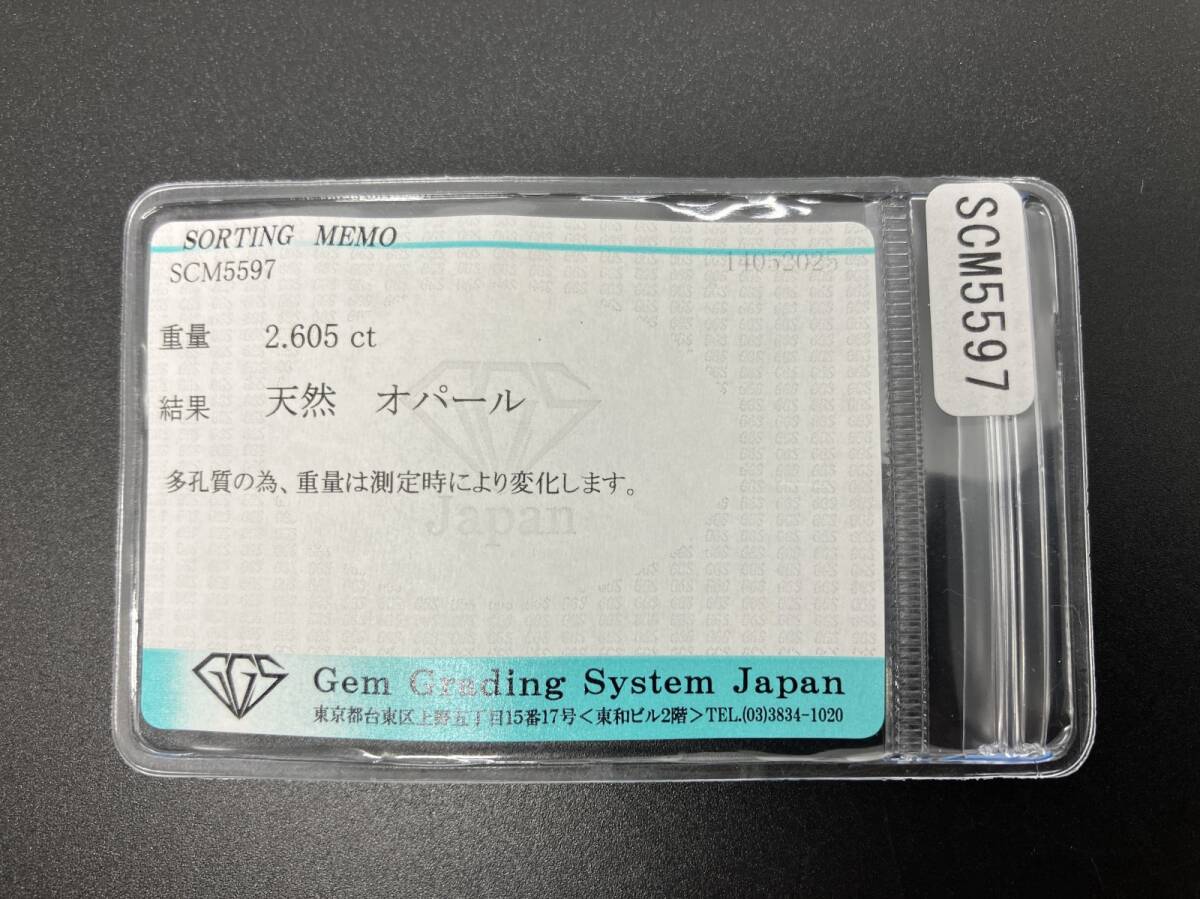 SORTING MEMO
SCM5597
14052025
重量 2.605 ct
結果 天然 オパール
多孔質の為、重量は測定時により変化します。
Japan
GGS
Gem Grading System Japan
東京都台東区上野五丁目15番17号＜東和ビル2階＞TEL.(03)3834-1020
SCM5597